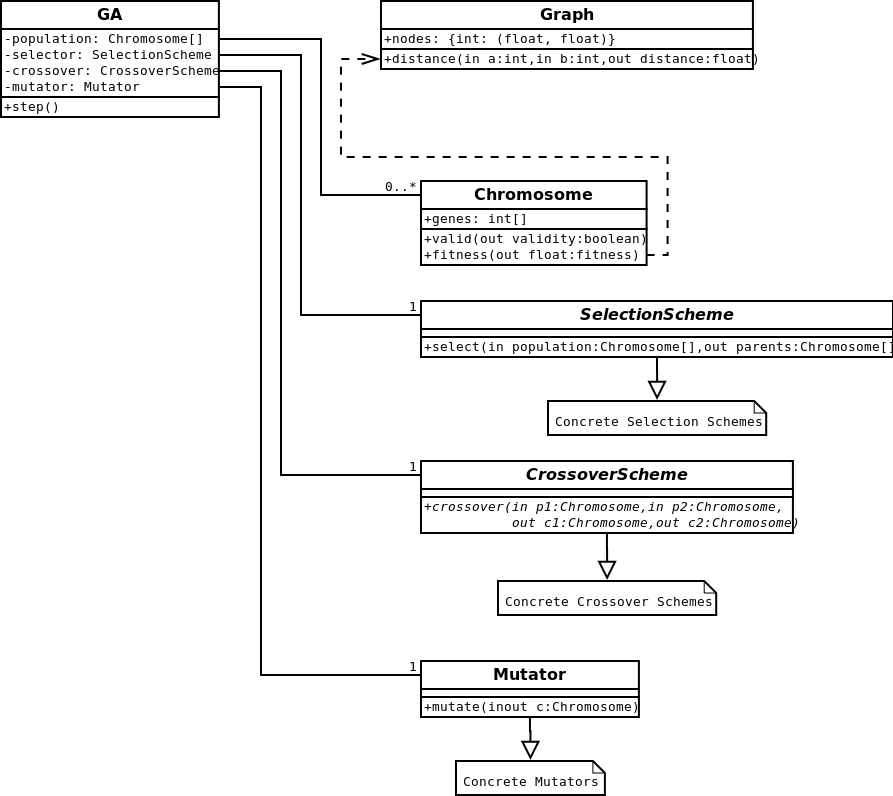 GA
-population: Chromosome[]
-selector: SelectionScheme
-crossover: CrossoverScheme
-mutator: Mutator
+step()
Graph
+nodes: {int: (float, float)}
+distance(in a:int,in b:int,out distance:float)
0..*
Chromosome
+genes: int[]
+valid(out validity:boolean)
+fitness(out float:fitness)
1
SelectionScheme
+select(in population:Chromosome[],out parents:Chromosome[]
Concrete Selection Schemes
1
CrossoverScheme
+crossover(in p1:Chromosome,in p2:Chromosome,
out c1:Chromosome,out c2:Chromosome)
Concrete Crossover Schemes
1
Mutator
+mutate(inout c:Chromosome)
Concrete Mutators